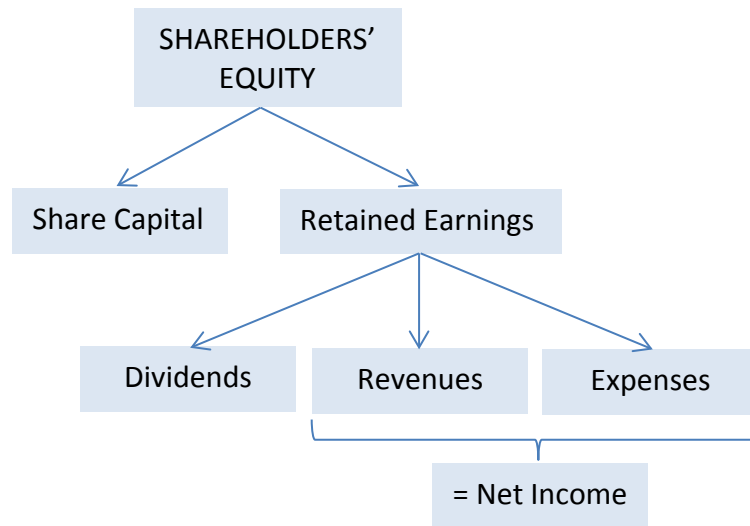 SHAREHOLDERS’
EQUITY
Share Capital
Retained Earnings
Dividends
Revenues
Expenses
= Net Income